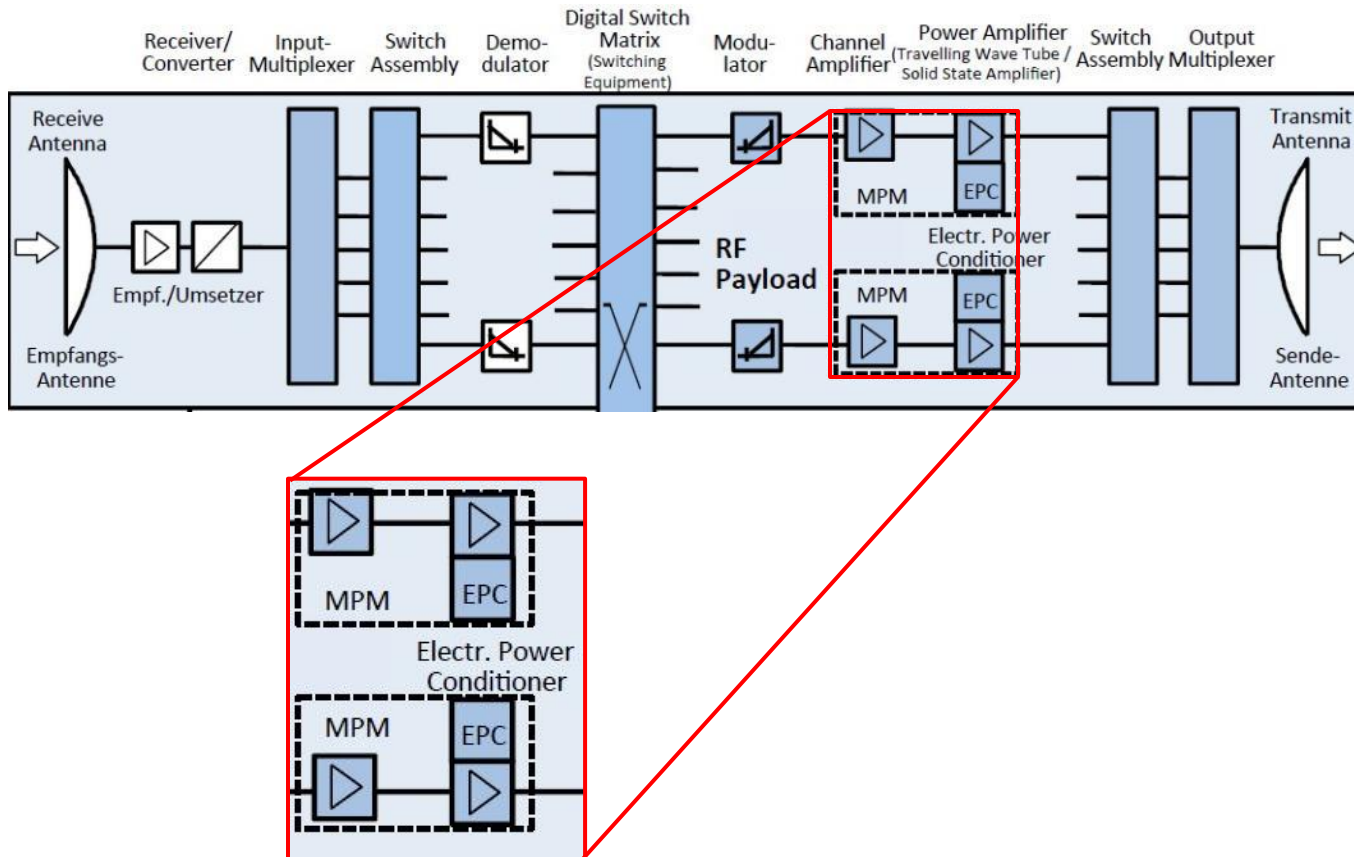 Receiver/
Converter
Input-
Multiplexer
Switch
Assembly
Demo-
dulator
Digital Switch
Matrix
(Switching
Equipment)
Modu-
lator
Channel
Amplifier
Power Amplifier
(Travelling Wave Tube /
Solid State Amplifier)
Switch
Assembly
Output
Multiplexer
Receive
Antenna
Empf./Umsetzer
Empfangs-
Antenne
RF
Payload
MPM
EPC
Electr. Power
Conditioner
MPM
EPC
Transmit
Antenna
Sende-
Antenne
MPM
EPC
Electr. Power
Conditioner
MPM
EPC